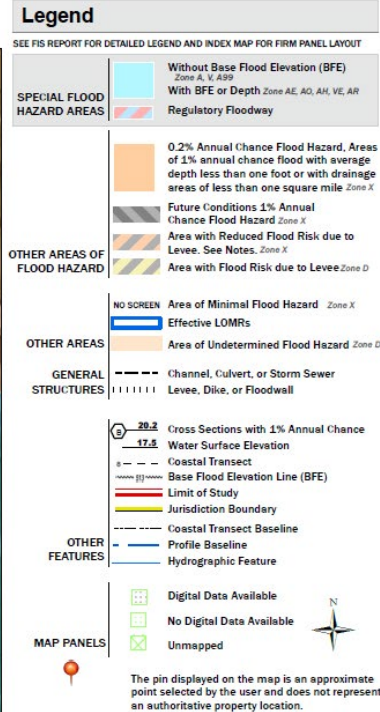 Legend
SEE FIS REPORT FOR DETAILED LEGEND AND INDEX MAP FOR FIRM PANEL LAYOUT
SPECIAL FLOOD
HAZARD AREAS
Without Base Flood Elevation (BFE)
Zone A, V, A99
With BFE or Depth Zone AE, AO, AH, VE, AR
Regulatory Floodway
OTHER AREAS OF
FLOOD HAZARD
0.2% Annual Chance Flood Hazard, Areas
of 1% annual chance flood with average
depth less than one foot or with drainage
areas of less than one square mile Zone X
Future Conditions 1% Annual
Chance Flood Hazard Zone X
Area with Reduced Flood Risk due to
Levee. See Notes. Zone X
Area with Flood Risk due to Levee Zone D
OTHER AREAS
NO SCREEN Area of Minimal Flood Hazard Zone X
Effective LOMRs
Area of Undetermined Flood Hazard Zone D
GENERAL
STRUCTURES
Channel, Culvert, or Storm Sewer
Levee, Dike, or Floodwall
OTHER
FEATURES
20.2 Cross Sections with 1% Annual Chance
17.5 Water Surface Elevation
8 Coastal Transect
Base Flood Elevation Line (BFE)
Limit of Study
Jurisdiction Boundary
Coastal Transect Baseline
Profile Baseline
Hydrographic Feature
MAP PANELS
Digital Data Available
No Digital Data Available
Unmapped
N
The pin displayed on the map is an approximate
point selected by the user and does not represent
an authoritative property location.